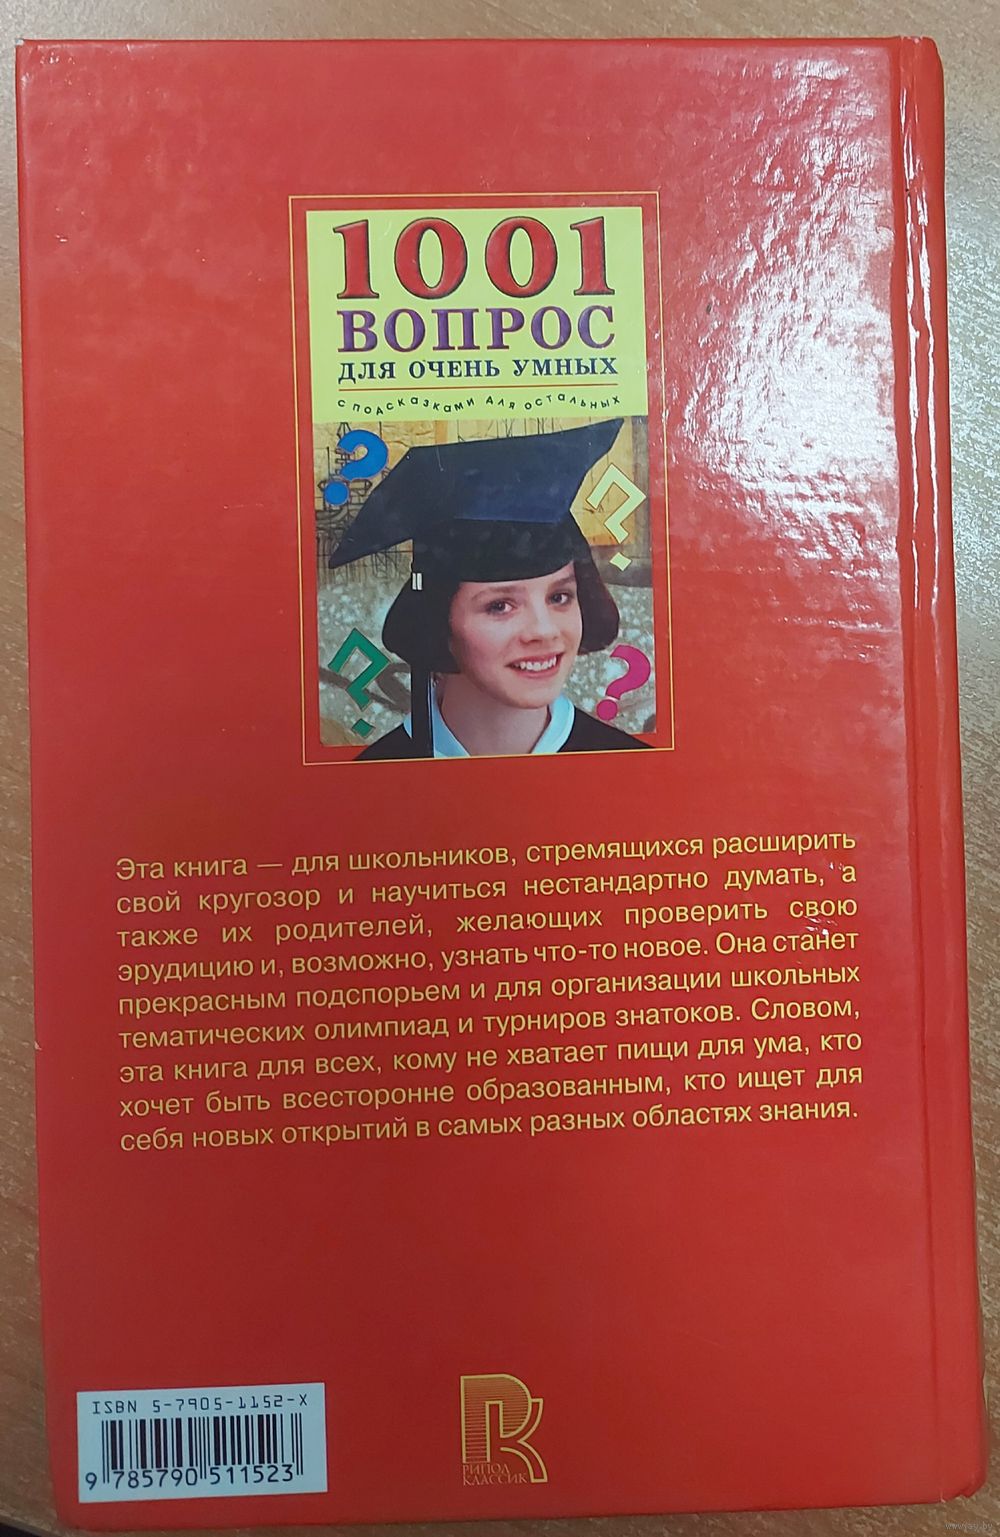 1001
ВОПРОС
ДЛЯ ОЧЕНЬ УМНЫХ
с подсказками для остальных
Эта книга — для школьников, стремящихся расширить
свой кругозор и научиться нестандартно думать, а
также их родителей, желающих проверить свою
эрудицию и, возможно, узнать что-то новое. Она станет
прекрасным подспорьем и для организации школьных
тематических олимпиад и турниров знатоков. Словом,
эта книга для всех, кому не хватает пищи для ума, кто
хочет быть всесторонне образованным, кто ищет для
себя новых открытий в самых разных областях знания.
ISBN 5-7905-1152-X
9 785790 511523
РИПОЛ
КЛАССИК
www.ay.by